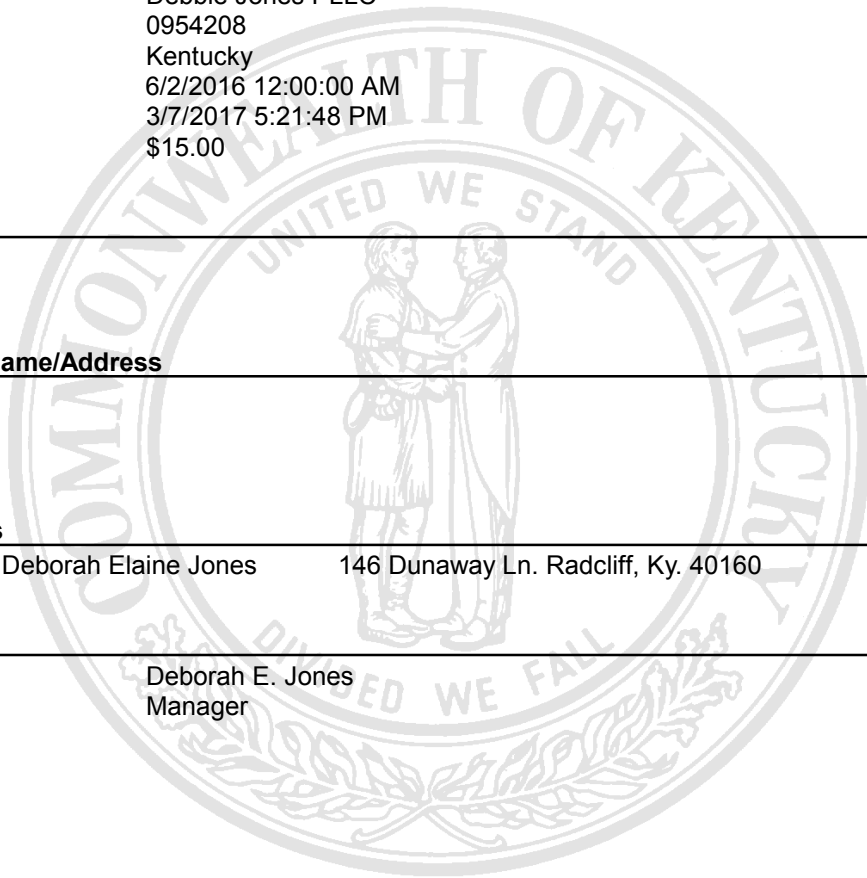 0954208
Kentucky
6/2/2016 12:00:00 AM
3/7/2017 5:21:48 PM
$15.00
COMMONWEALTH OF KENTUCKY
UNITED WE STAND
ame/Address
s
Deborah Elaine Jones 146 Dunaway Ln. Radcliff, Ky. 40160
DIVIDED WE FALL
Deborah E. Jones
Manager